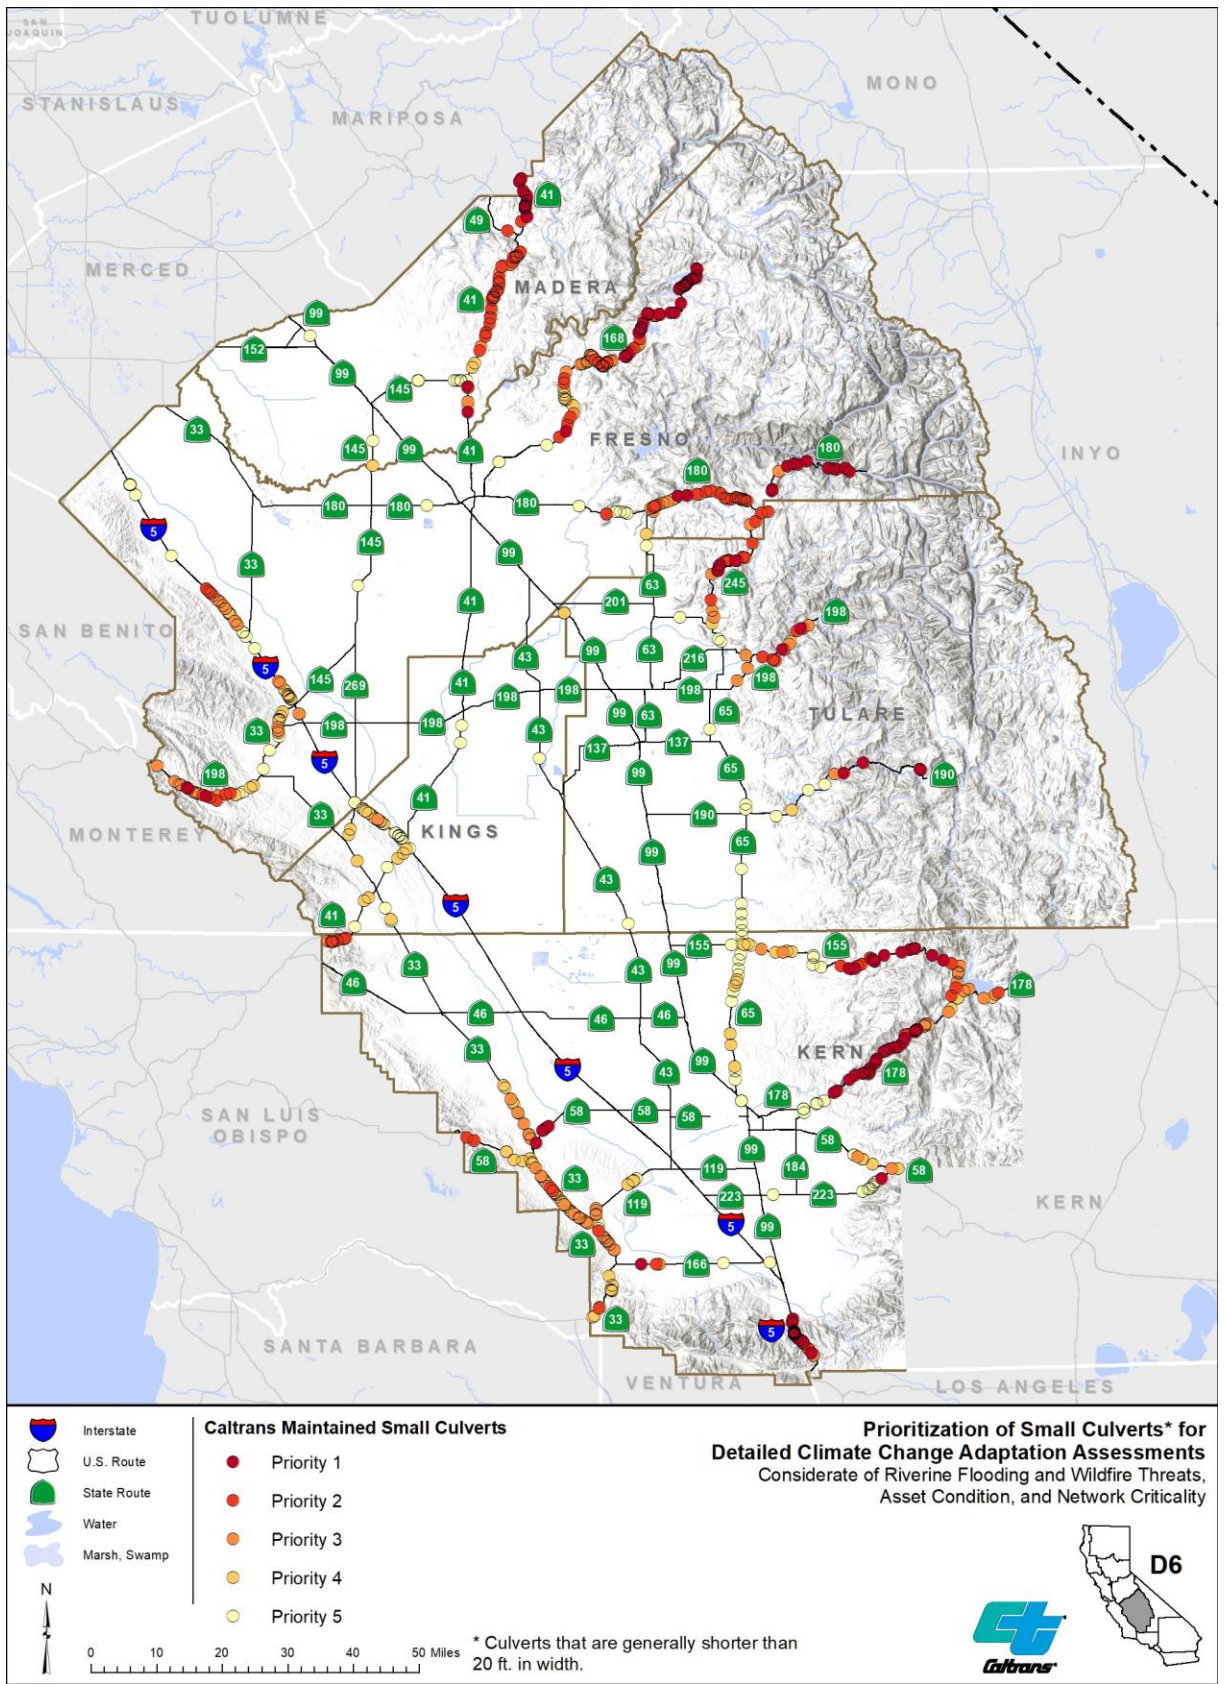 TUOLUMNE
SAN
JOAQUIN
MONO
STANISLAUS
MARIPOSA
41
49
MERCED
MADERA
41
99
168
152
99
145
33
FRESNO
145
99
41
180
INYO
180
180
180
180
5
145
99
33
245
63
41
201
198
SAN BENITO
43
99
63
216
5
145
269
41
198
198
198
198
TULARE
33
198
198
99
63
65
43
137
137
5
65
198
99
190
41
33
190
MONTEREY
KINGS
99
65
43
5
41
155
155
33
43
99
46
178
65
46
46
46
33
KERN
99
5
43
178
178
SAN LUIS
OBISPO
58
58
58
58
99
58
33
119
184
58
119
223
223
KERN
5
99
33
166
33
5
SANTA BARBARA
VENTURA
LOS ANGELES
Interstate
U.S. Route
State Route
Water
Marsh, Swamp
N
0 10 20 30 40 50 Miles
Caltrans Maintained Small Culverts
Priority 1
Priority 2
Priority 3
Priority 4
Priority 5
* Culverts that are generally shorter than
20 ft. in width.
Prioritization of Small Culverts* for
Detailed Climate Change Adaptation Assessments
Considerate of Riverine Flooding and Wildfire Threats,
Asset Condition, and Network Criticality
D6
Caltrans